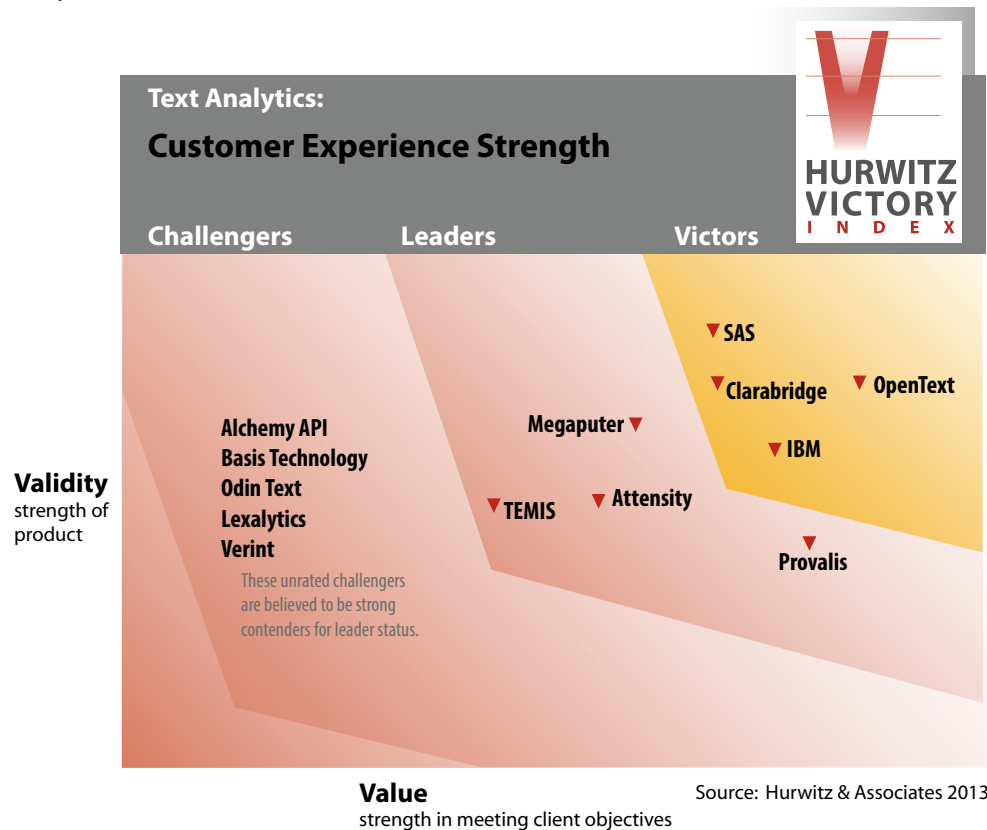 Text Analytics:
Customer Experience Strength
HURWITZ
VICTORY
INDEX
Challengers
Leaders
Victors
SAS
Clarabridge
OpenText
Megaputer
IBM
Alchemy API
Basis Technology
Odin Text
Lexalytics
Verint
TEMIS
Attensity
Provalis
These unrated challengers
are believed to be strong
contenders for leader status.
Validity
strength of
product
Value
strength in meeting client objectives
Source: Hurwitz & Associates 2013